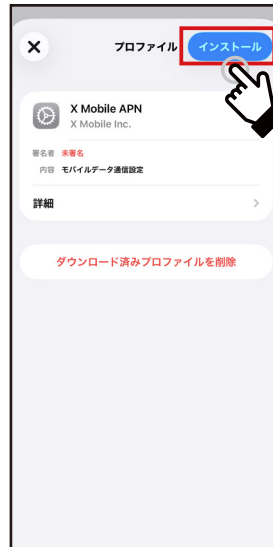 プロファイル
インストール
X Mobile APN
X Mobile Inc.
署名者 未署名
内容 モバイルデータ通信設定
詳細
ダウンロード済みプロファイルを削除